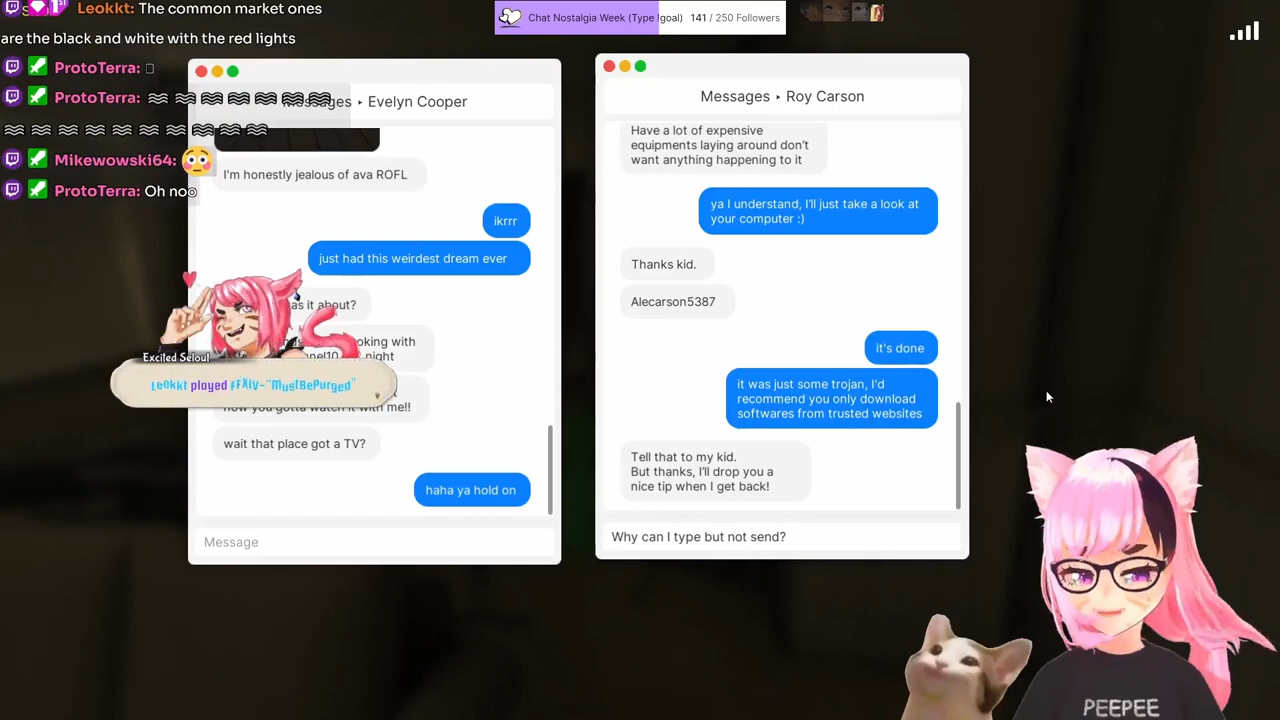 Leokkt: The common market ones
are the black and white with the red lights
ProtoTerra:
ProtoTerra:
Mikewowski64:
ProtoTerra: Oh noo
Chat Nostalgia Week (Type !goal) 141 / 250 Followers
Messages ‣ Evelyn Cooper
I'm honestly jealous of ava ROFL
ikrrr
just had this weirdest dream ever
as it about?
oking with
night
now you gotta watch it with me!!
wait that place got a TV?
haha ya hold on
Message
Excited Selout
Leokkt played FFXIV-"MustBePurged"
Messages ‣ Roy Carson
Have a lot of expensive
equipments laying around don't
want anything happening to it
ya I understand, I'll just take a look at
your computer :)
Thanks kid.
Alecarson5387
it's done
it was just some trojan, I'd
recommend you only download
softwares from trusted websites
Tell that to my kid.
But thanks, I'll drop you a
nice tip when I get back!
Why can I type but not send?
PEEPEE